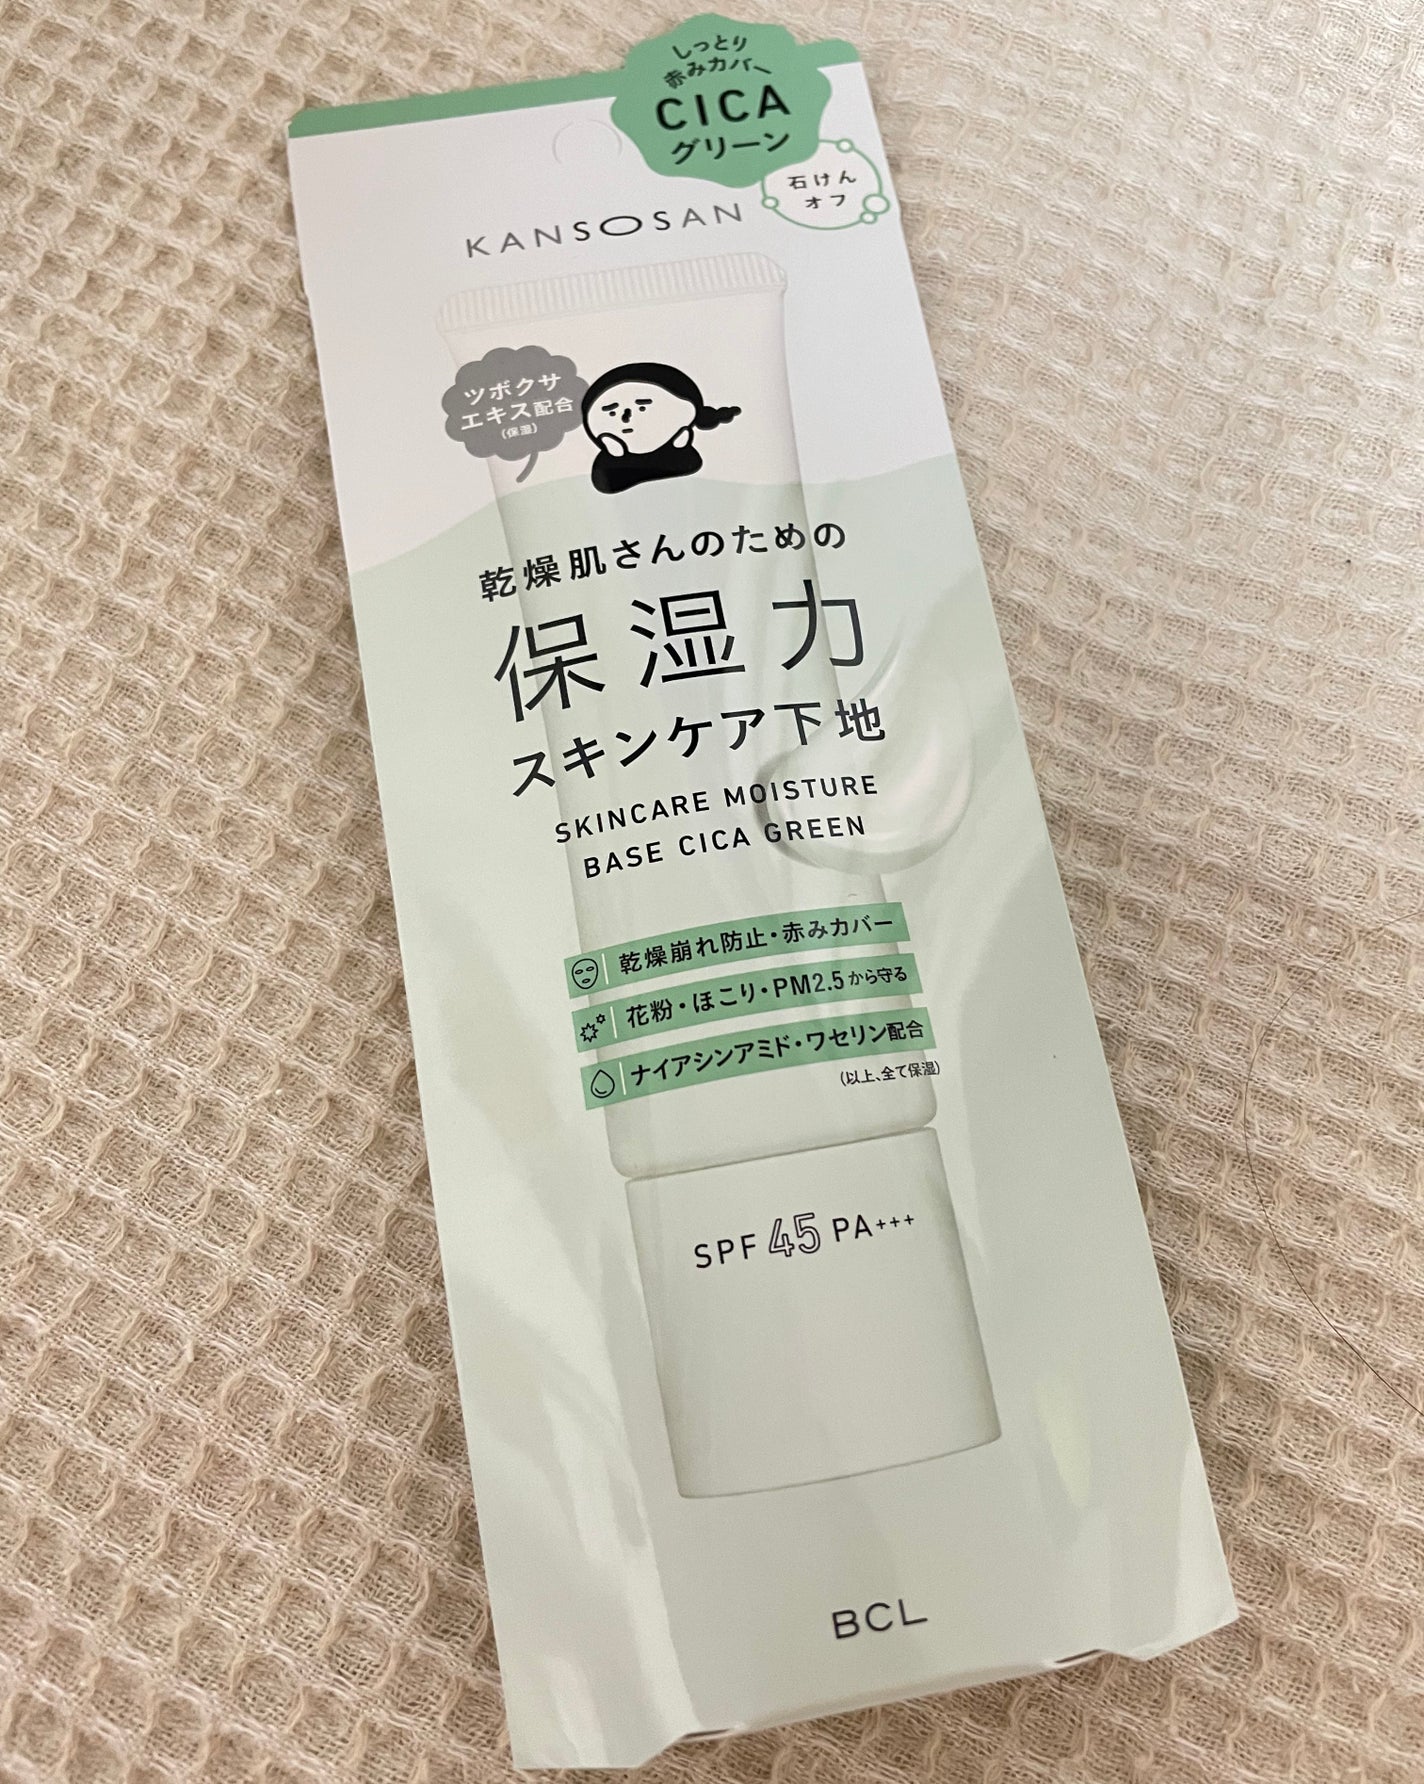 しっとり
赤みカバー
CICA
グリーン
石けん
オフ
KANSOSAN
ツボクサ
エキス配合
(保湿)
乾燥肌さんのための
保湿力
スキンケア下地
SKINCARE MOISTURE
BASE CICA GREEN
乾燥崩れ防止・赤みカバー
花粉・ほこり・PM2.5から守る
ナイアシンアミド・ワセリン配合
(以上、全て保湿)
SPF 45 PA+++
BCL